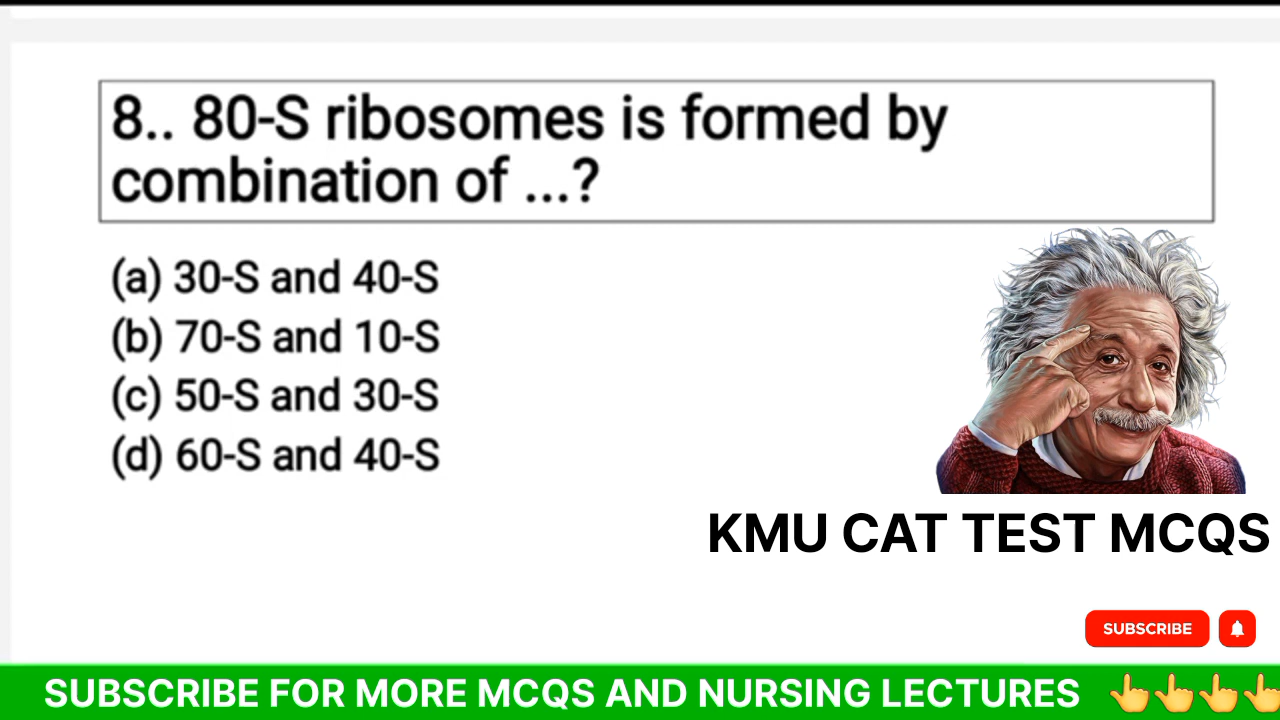 8.. 80-S ribosomes is formed by
combination of ...?
(a) 30-S and 40-S
(b) 70-S and 10-S
(c) 50-S and 30-S
(d) 60-S and 40-S
KMU CAT TEST MCQS
SUBSCRIBE
SUBSCRIBE FOR MORE MCQS AND NURSING LECTURES 👆👆👆👆